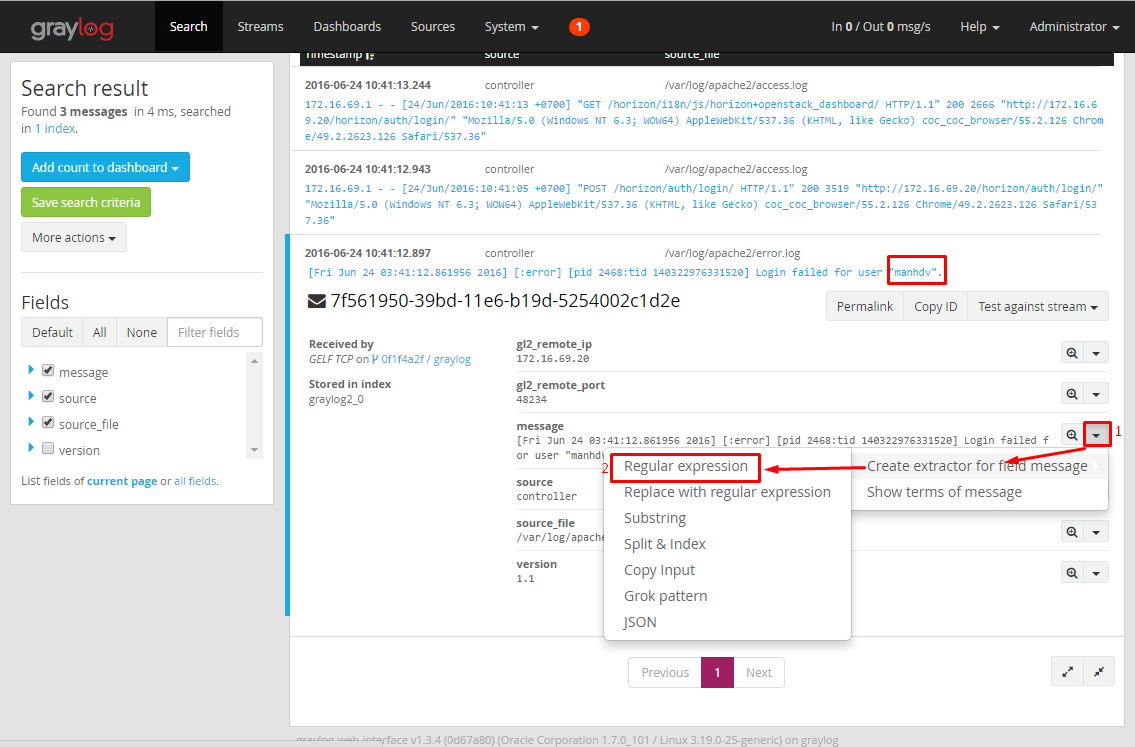 graylog Search Streams Dashboards Sources System 1 In 0 / Out 0 msg/s Help Administrator
Search result
Found 3 messages in 4 ms, searched
in 1 index.
Add count to dashboard
Save search criteria
More actions
Fields
Default All None Filter fields
message
source
source_file
version
List fields of current page or all fields.
Timestamp source source_file
2016-06-24 10:41:13.244 controller /var/log/apache2/access.log
172.16.69.1 - - [24/Jun/2016:10:41:13 +0700] "GET /horizon/i18n/js/horizon+openstack_dashboard/ HTTP/1.1" 200 2666 "http://172.16.6
9.20/horizon/auth/login/" "Mozilla/5.0 (Windows NT 6.3; WOW64) AppleWebKit/537.36 (KHTML, like Gecko) coc_coc_browser/55.2.126 Chrom
e/49.2.2623.126 Safari/537.36"
2016-06-24 10:41:12.943 controller /var/log/apache2/access.log
172.16.69.1 - - [24/Jun/2016:10:41:05 +0700] "POST /horizon/auth/login/ HTTP/1.1" 200 3519 "http://172.16.69.20/horizon/auth/login/"
"Mozilla/5.0 (Windows NT 6.3; WOW64) AppleWebKit/537.36 (KHTML, like Gecko) coc_coc_browser/55.2.126 Chrome/49.2.2623.126 Safari/53
7.36"
2016-06-24 10:41:12.897 controller /var/log/apache2/error.log
[Fri Jun 24 03:41:12.861956 2016] [:error] [pid 2468:tid 140322976331520] Login failed for user "manhdv".
7f561950-39bd-11e6-b19d-5254002c1d2e
Permalink Copy ID Test against stream
Received by
GELF TCP on 0f1f4a2f / graylog
Stored in index
graylog2_0
gl2_remote_ip
172.16.69.20
gl2_remote_port
48234
message
[Fri Jun 24 03:41:12.861956 2016] [:error] [pid 2468:tid 140322976331520] Login failed f
or user "manhdv
1
source
controller
source_file
/var/log/apache
version
1.1
Create extractor for field message
Show terms of message
2
Regular expression
Replace with regular expression
Substring
Split & Index
Copy Input
Grok pattern
JSON
Previous 1 Next
graylog-web-interface v1.3.4 (0d67a80) (Oracle Corporation 1.7.0_101 / Linux 3.19.0-25-generic) on graylog